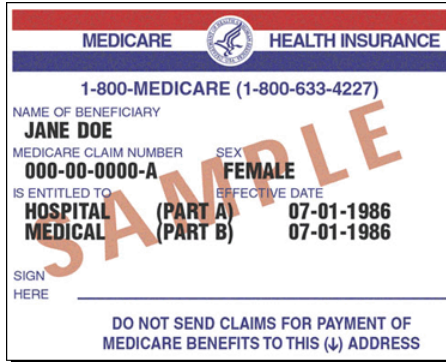 MEDICARE HEALTH INSURANCE
1-800-MEDICARE (1-800-633-4227)
NAME OF BENEFICIARY
JANE DOE
MEDICARE CLAIM NUMBER SEX
000-00-0000-A FEMALE
IS ENTITLED TO EFFECTIVE DATE
HOSPITAL (PART A) 07-01-1986
MEDICAL (PART B) 07-01-1986
SAMPLE
SIGN
HERE
DO NOT SEND CLAIMS FOR PAYMENT OF
MEDICARE BENEFITS TO THIS (↓) ADDRESS